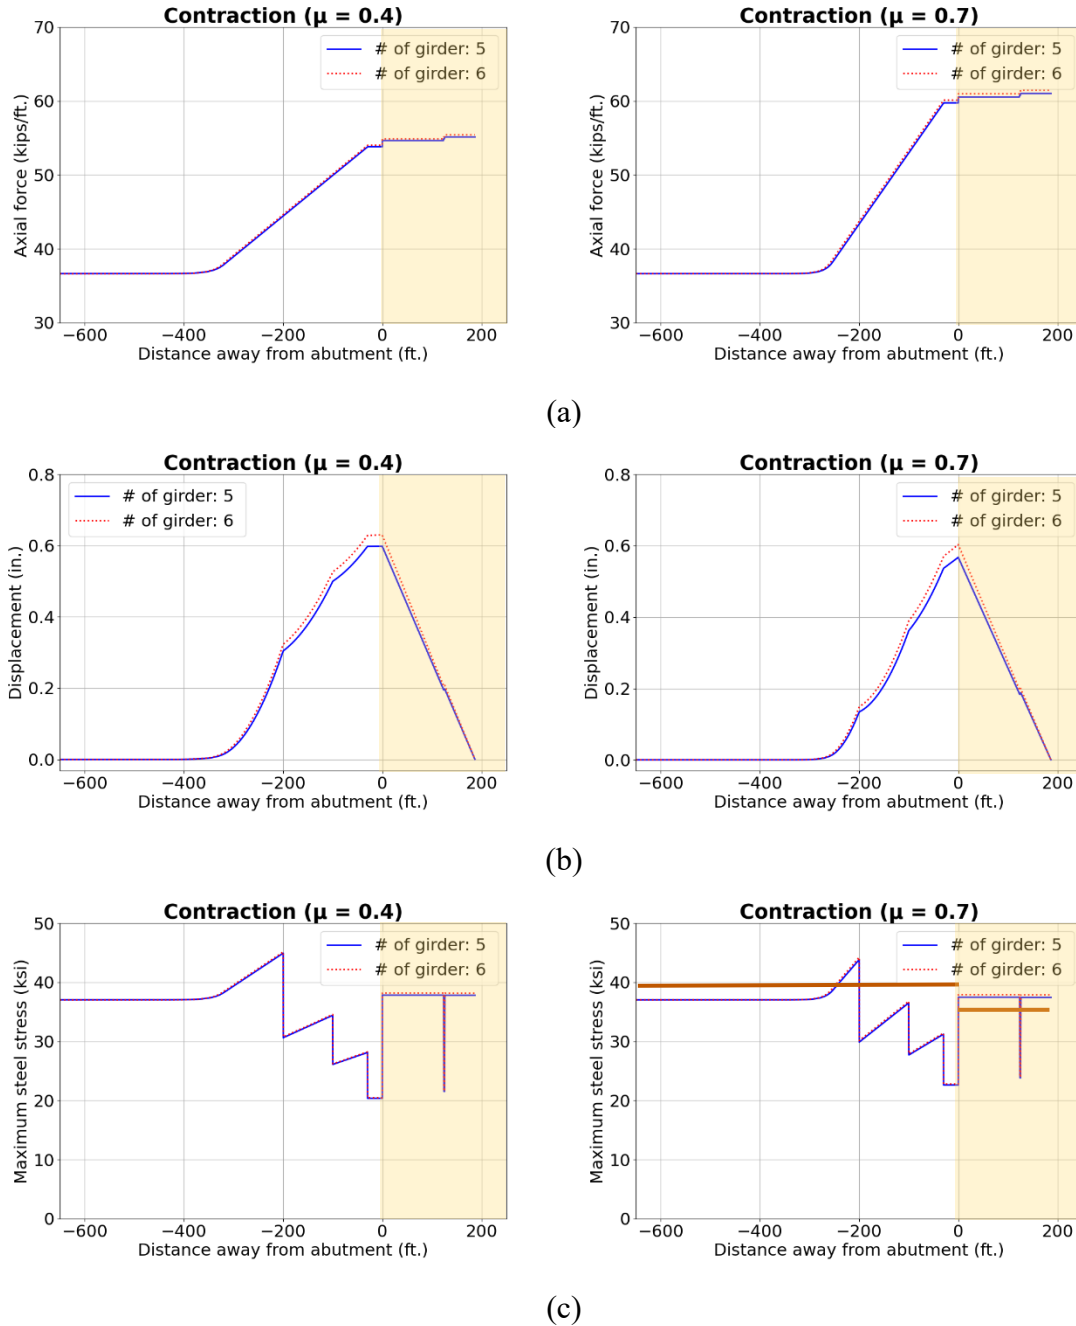 Contraction (μ = 0.4)
# of girder: 5
# of girder: 6
Axial force (kips/ft.)
70
60
50
40
30
−600
−400
−200
0
200
Distance away from abutment (ft.)
Contraction (μ = 0.7)
# of girder: 5
# of girder: 6
Axial force (kips/ft.)
70
60
50
40
30
−600
−400
−200
0
200
Distance away from abutment (ft.)
(a)
Contraction (μ = 0.4)
# of girder: 5
# of girder: 6
Displacement (in.)
0.8
0.6
0.4
0.2
0.0
−600
−400
−200
0
200
Distance away from abutment (ft.)
Contraction (μ = 0.7)
# of girder: 5
# of girder: 6
Displacement (in.)
0.8
0.6
0.4
0.2
0.0
−600
−400
−200
0
200
Distance away from abutment (ft.)
(b)
Contraction (μ = 0.4)
# of girder: 5
# of girder: 6
Maximum steel stress (ksi)
50
40
30
20
10
0
−600
−400
−200
0
200
Distance away from abutment (ft.)
Contraction (μ = 0.7)
# of girder: 5
# of girder: 6
Maximum steel stress (ksi)
50
40
30
20
10
0
−600
−400
−200
0
200
Distance away from abutment (ft.)
(c)